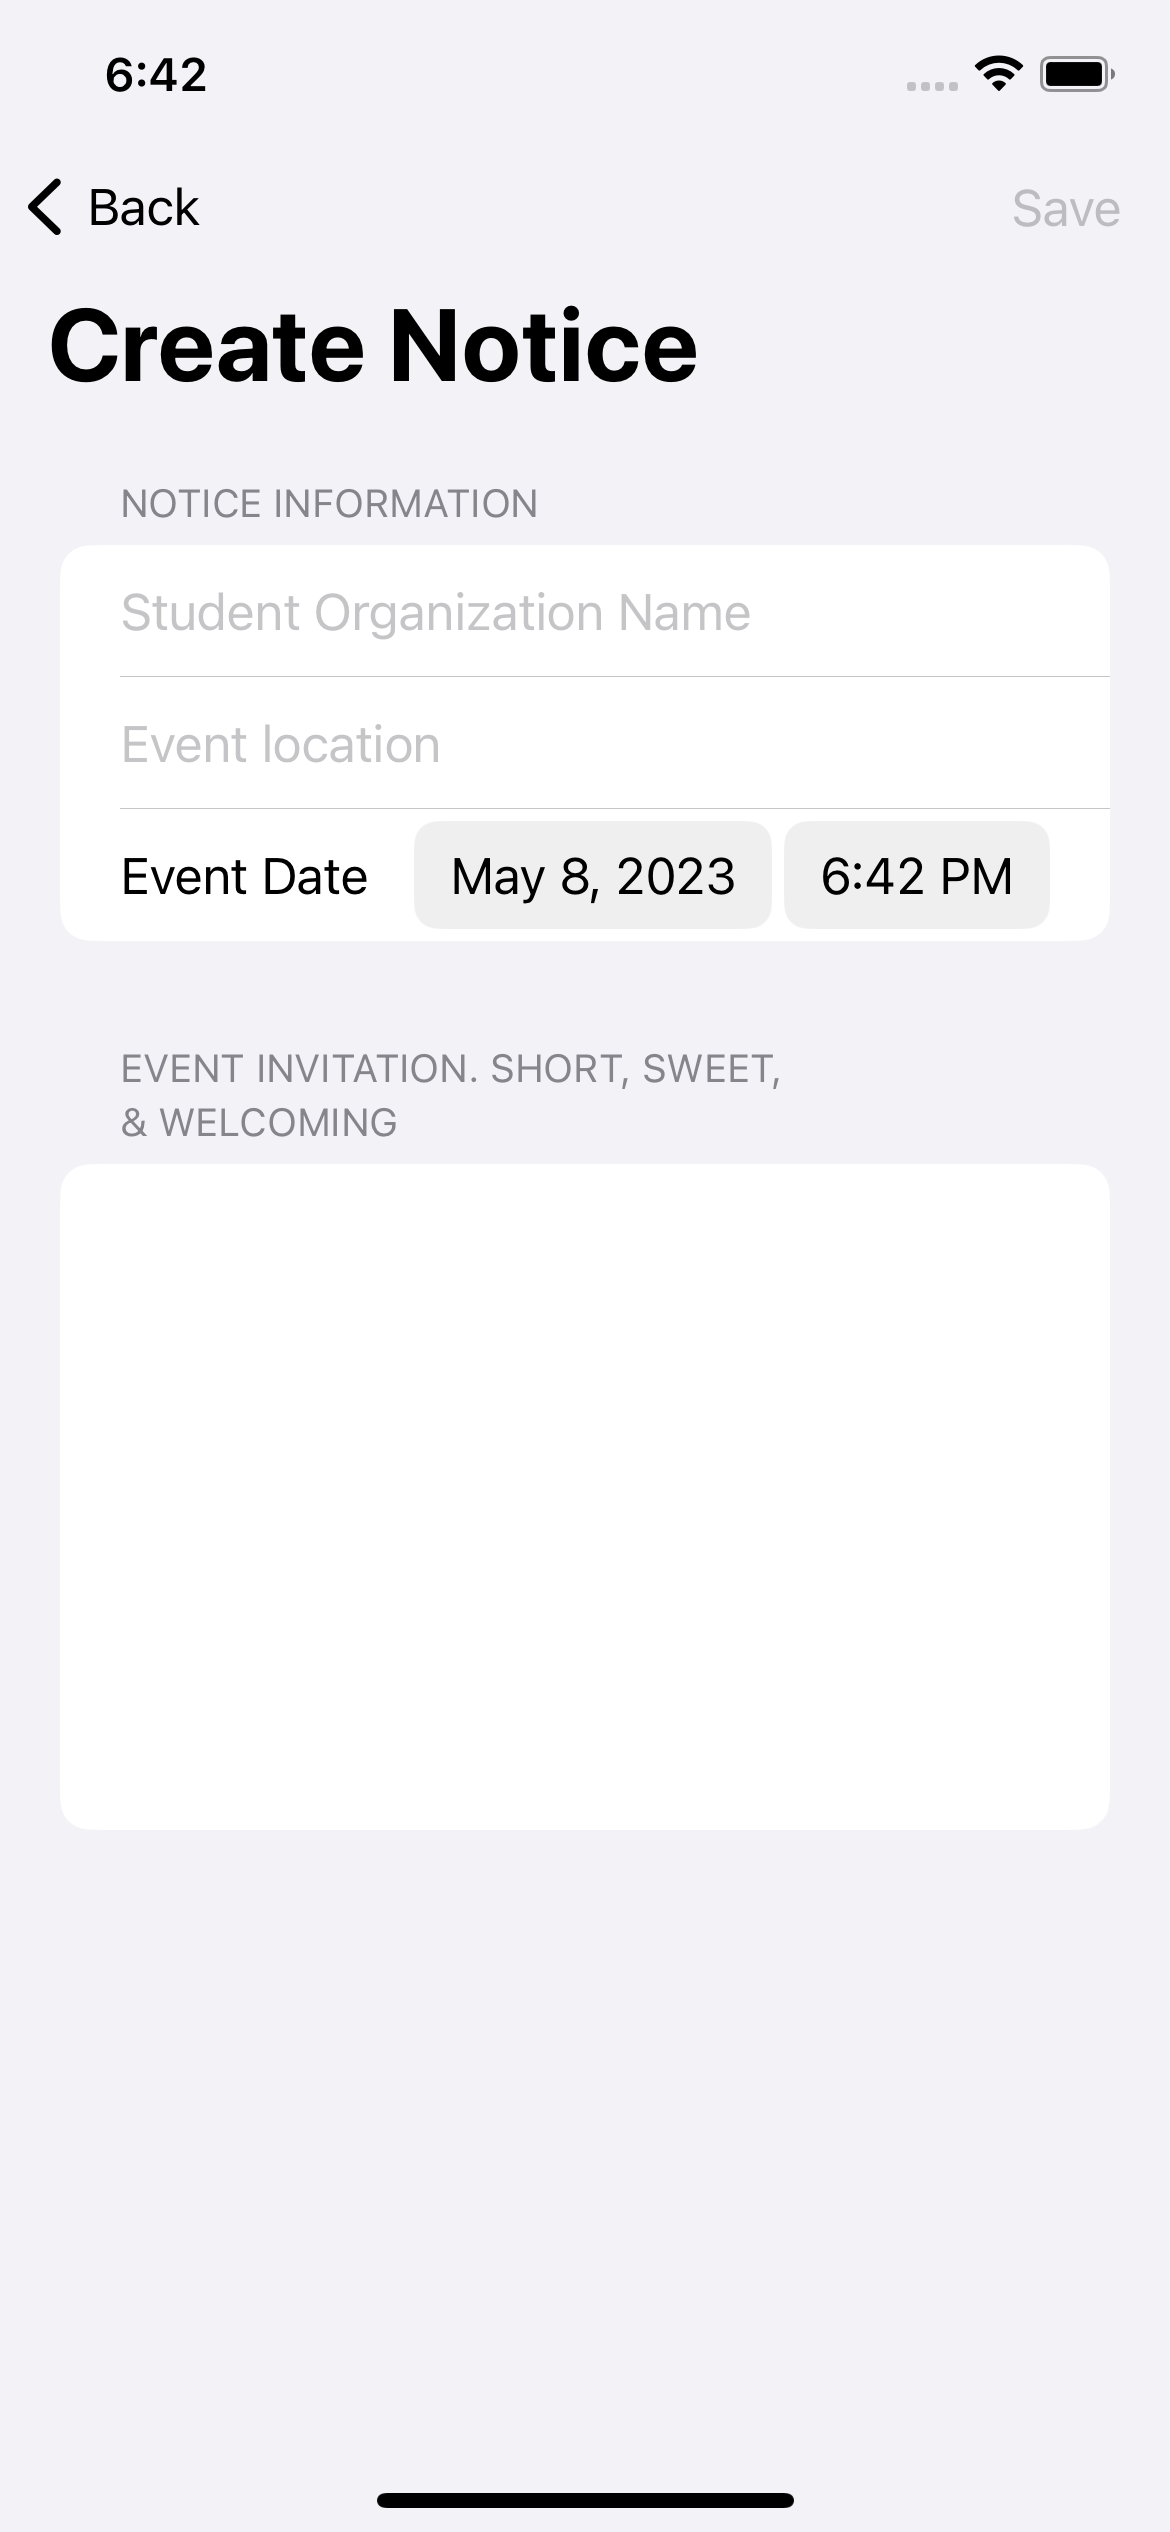 6:42
Back
Save
Create Notice
NOTICE INFORMATION
Student Organization Name
Event location
Event Date May 8, 2023 6:42 PM
EVENT INVITATION. SHORT, SWEET,
& WELCOMING